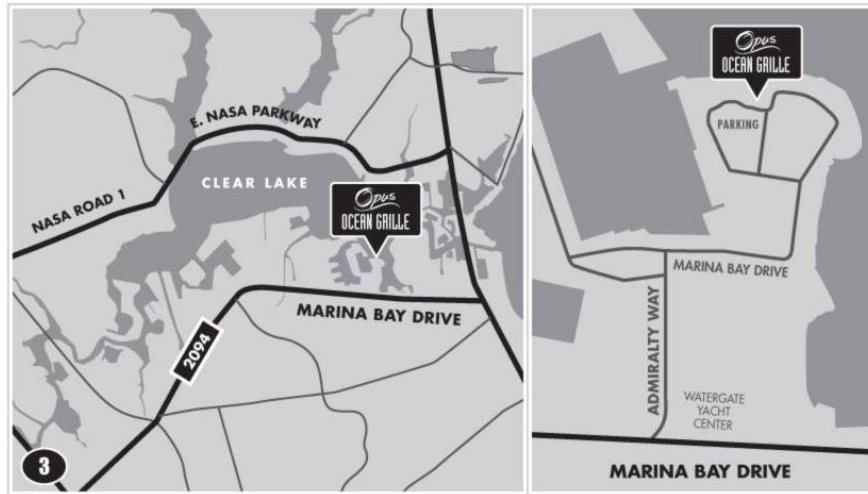 E. NASA PARKWAY
NASA ROAD 1
CLEAR LAKE
Opus
OCEAN GRILLE
MARINA BAY DRIVE
2094
3
Opus
OCEAN GRILLE
PARKING
MARINA BAY DRIVE
ADMIRALTY WAY
WATERGATE
YACHT
CENTER
MARINA BAY DRIVE